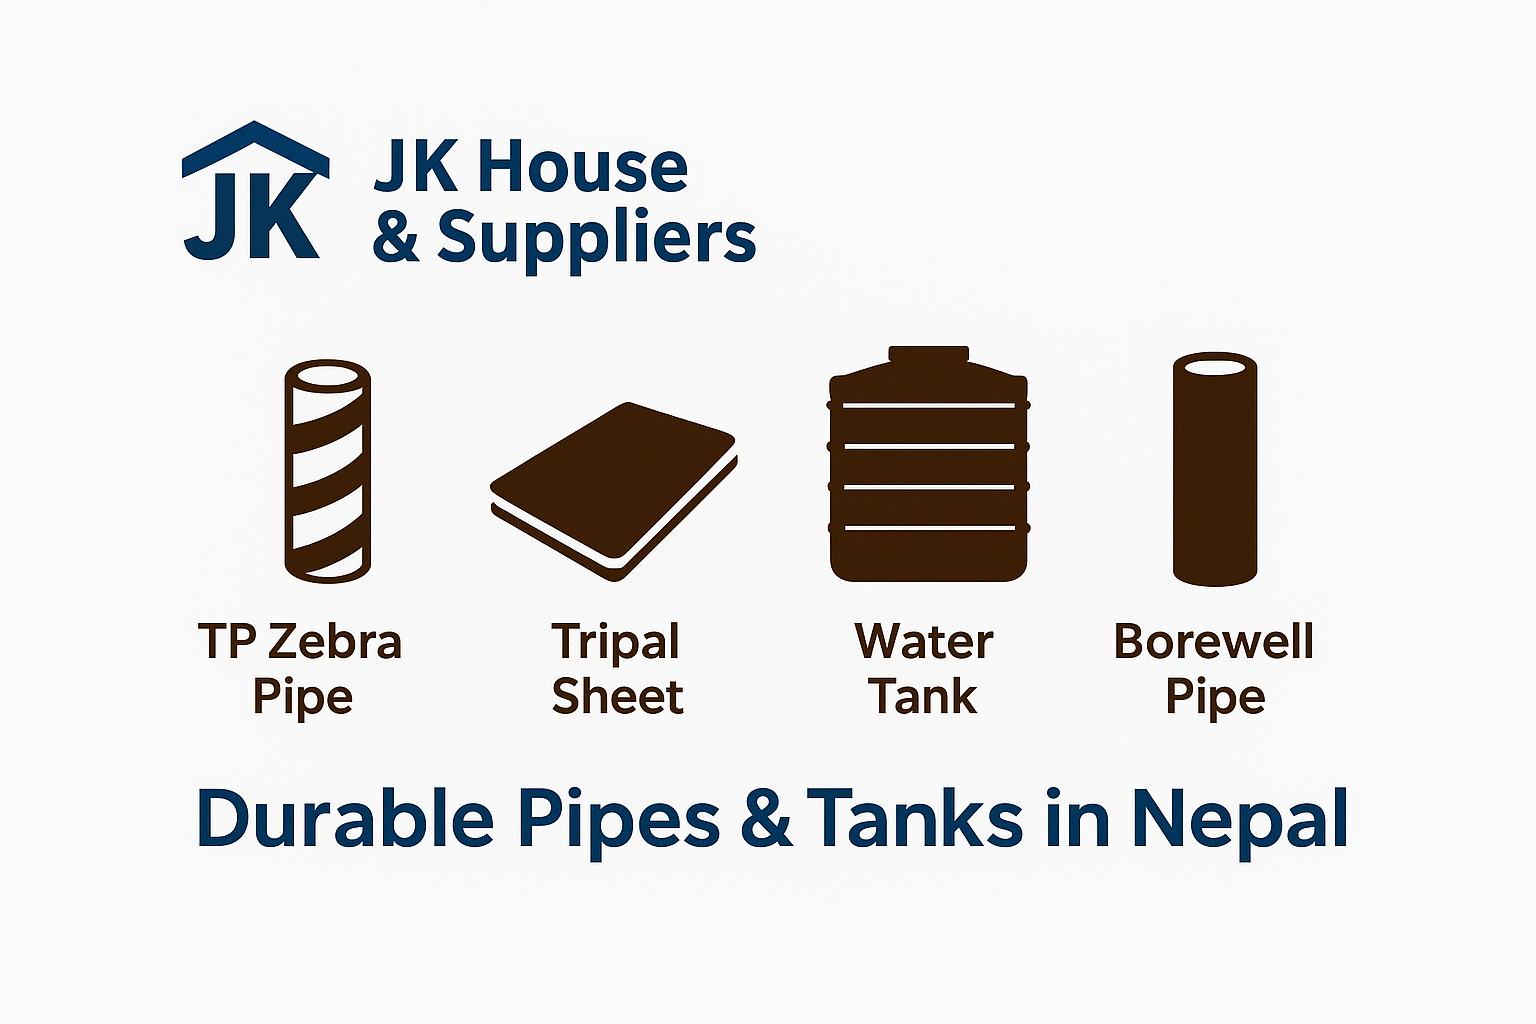 JK
JK House
& Suppliers
TP Zebra
Pipe
Tripal
Sheet
Water
Tank
Borewell
Pipe
Durable Pipes & Tanks in Nepal